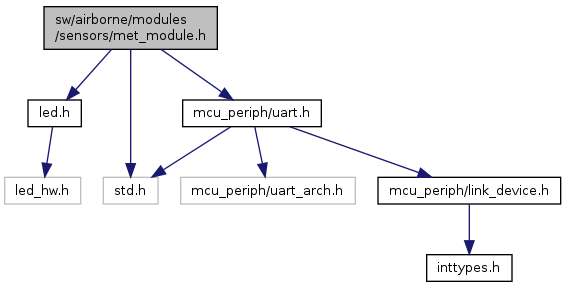 sw/airborne/modules
/sensors/met_module.h
led.h
mcu_periph/uart.h
led_hw.h
std.h
mcu_periph/uart_arch.h
mcu_periph/link_device.h
inttypes.h